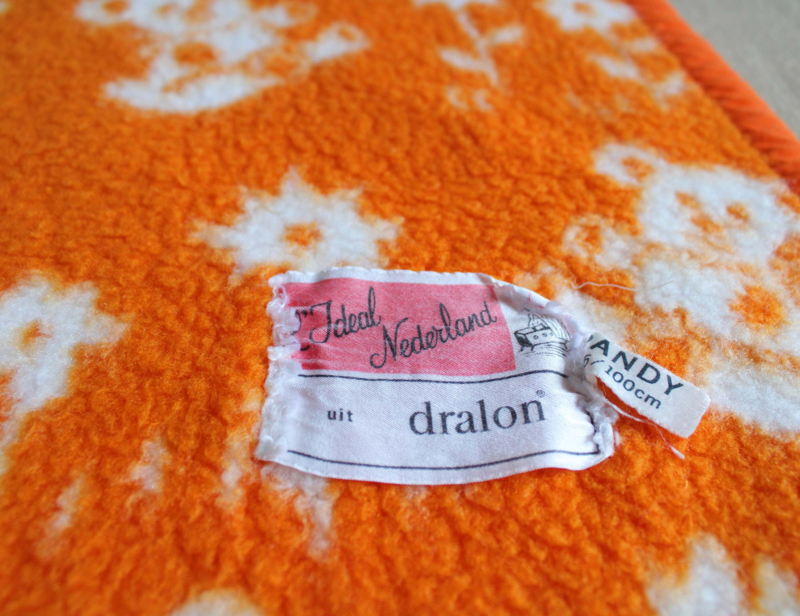 Ideal
Nederland
uit dralon®
ANDY
100cm